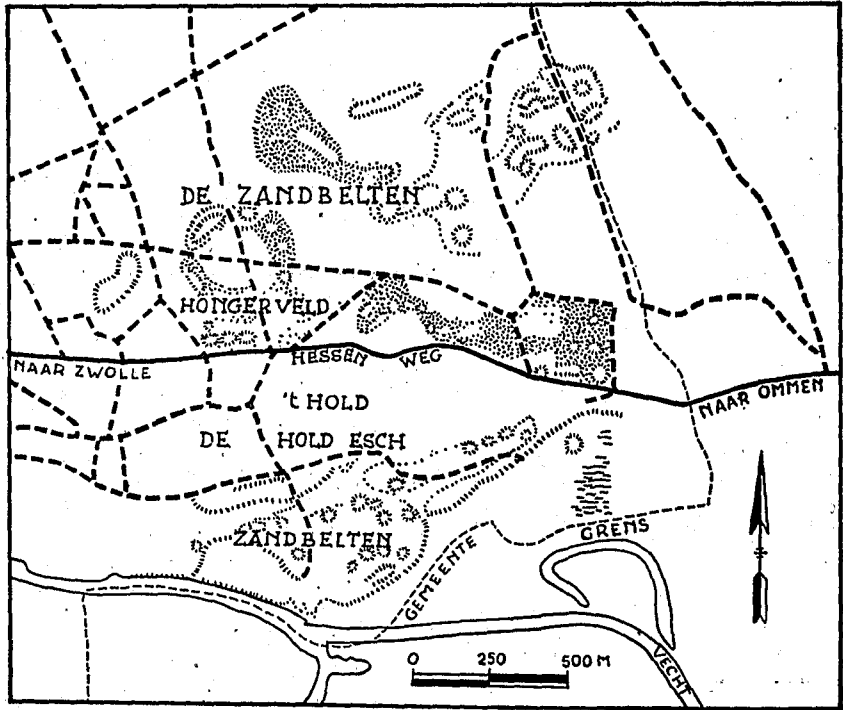 DE ZANDBELTEN
HONGERVELD
HESSEN WEG
NAAR ZWOLLE
NAAR OMMEN
't HOLD
DE HOLD ESCH
ZANDBELTEN
GEMEENTE GRENS
VECHT
0 250 500 M